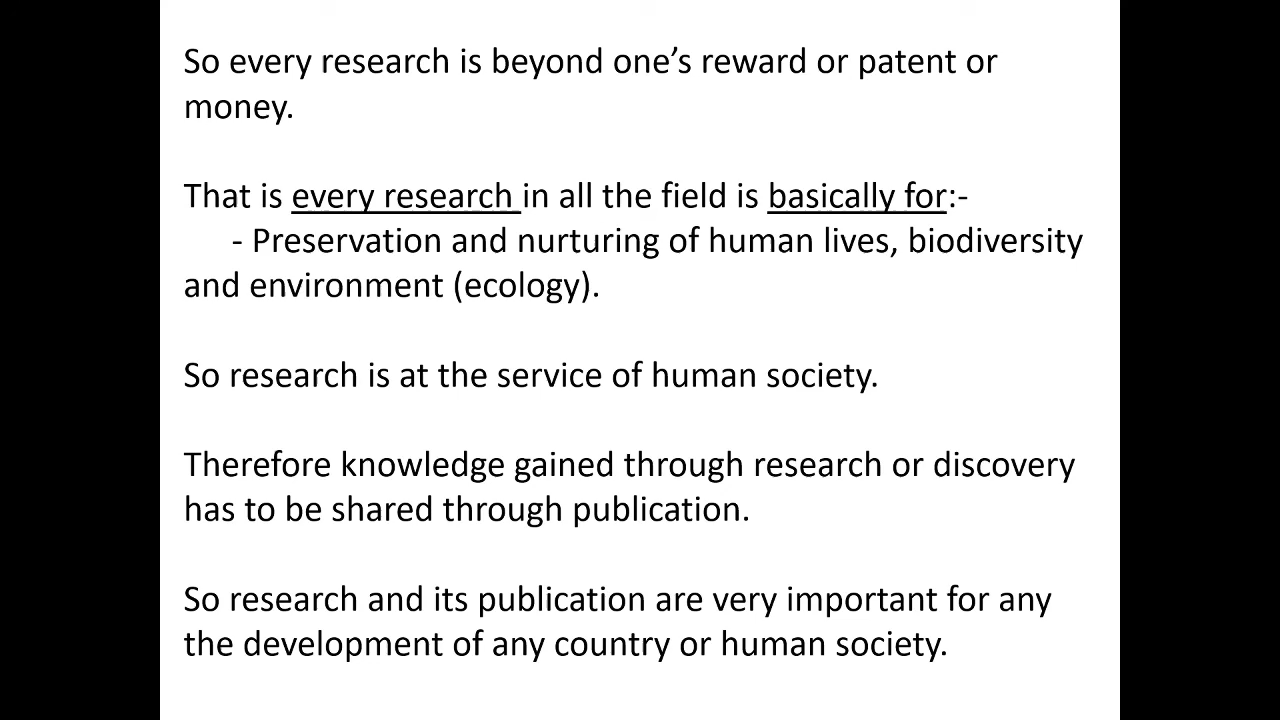 So every research is beyond one’s reward or patent or
money.
That is every research in all the field is basically for:-
- Preservation and nurturing of human lives, biodiversity
and environment (ecology).
So research is at the service of human society.
Therefore knowledge gained through research or discovery
has to be shared through publication.
So research and its publication are very important for any
the development of any country or human society.